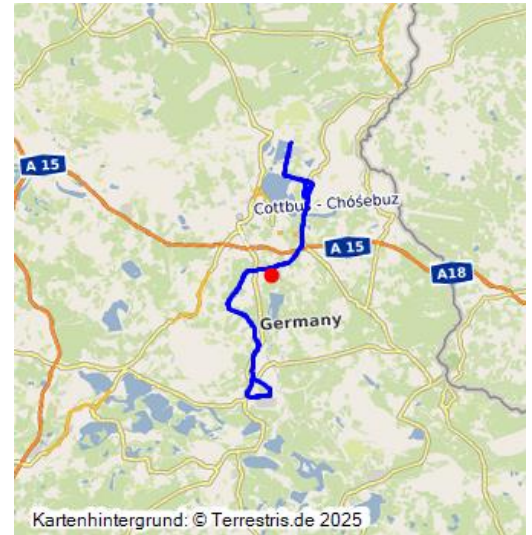 A 15
Cottbus - Chóśebuz
A 15
A18
Germany
Kartenhintergrund: © Terrestris.de 2025